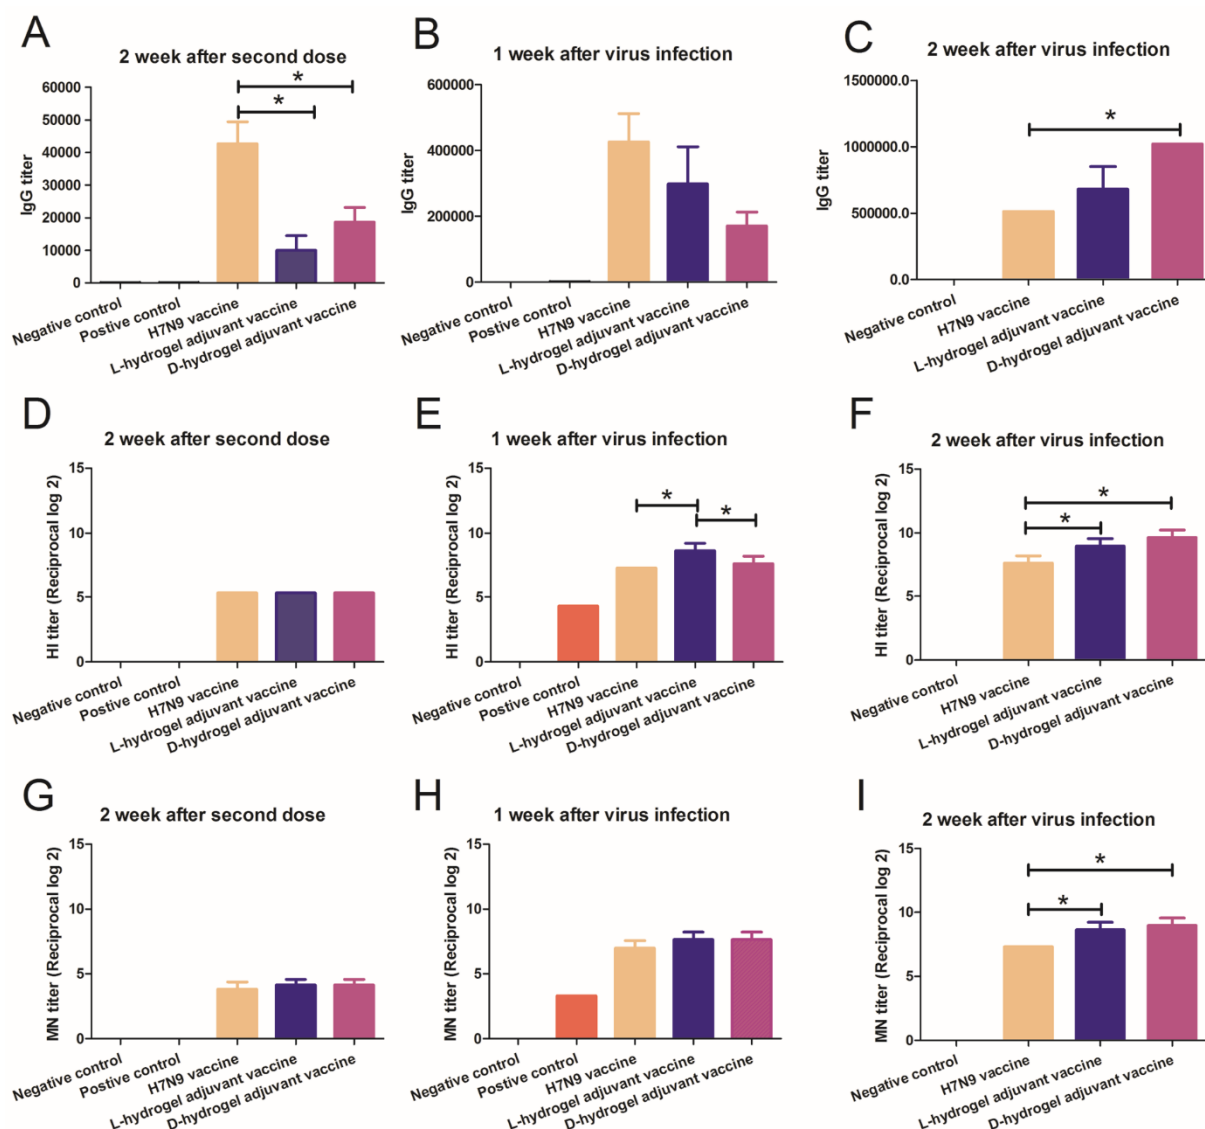 A
2 week after second dose
IgG titer
60000
50000
40000
30000
20000
10000
0
*
*
Negative control
Postive control
H7N9 vaccine
L-hydrogel adjuvant vaccine
D-hydrogel adjuvant vaccine
B
1 week after virus infection
IgG titer
600000
400000
200000
0
Negative control
Postive control
H7N9 vaccine
L-hydrogel adjuvant vaccine
D-hydrogel adjuvant vaccine
C
2 week after virus infection
IgG titer
1500000.0
1000000.0
500000.0
0.0
*
Negative control
H7N9 vaccine
L-hydrogel adjuvant vaccine
D-hydrogel adjuvant vaccine
D
2 week after second dose
HI titer (Reciprocal log 2)
15
10
5
0
Negative control
Postive control
H7N9 vaccine
L-hydrogel adjuvant vaccine
D-hydrogel adjuvant vaccine
E
1 week after virus infection
HI titer (Reciprocal log 2)
15
10
5
0
*
*
Negative control
Postive control
H7N9 vaccine
L-hydrogel adjuvant vaccine
D-hydrogel adjuvant vaccine
F
2 week after virus infection
HI titer (Reciprocal log 2)
15
10
5
0
*
*
Negative control
H7N9 vaccine
L-hydrogel adjuvant vaccine
D-hydrogel adjuvant vaccine
G
2 week after second dose
MN titer (Reciprocal log 2)
15
10
5
0
Negative control
Postive control
H7N9 vaccine
L-hydrogel adjuvant vaccine
D-hydrogel adjuvant vaccine
H
1 week after virus infection
MN titer (Reciprocal log 2)
15
10
5
0
Negative control
Postive control
H7N9 vaccine
L-hydrogel adjuvant vaccine
D-hydrogel adjuvant vaccine
I
2 week after virus infection
MN titer (Reciprocal log 2)
15
10
5
0
*
*
Negative control
H7N9 vaccine
L-hydrogel adjuvant vaccine
D-hydrogel adjuvant vaccine